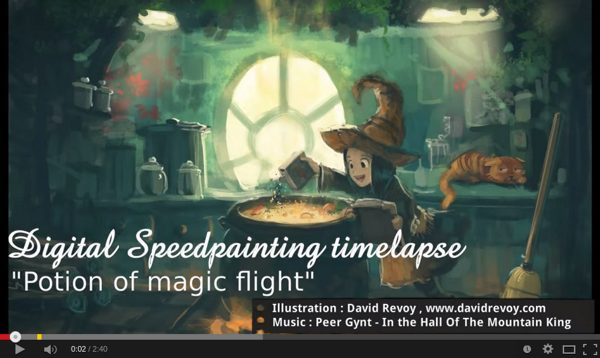 Digital Speedpainting timelapse
"Potion of magic flight"
Illustration : David Revoy , www.davidrevoy.com
Music : Peer Gynt - In the Hall Of The Mountain King
0:02 / 2:40